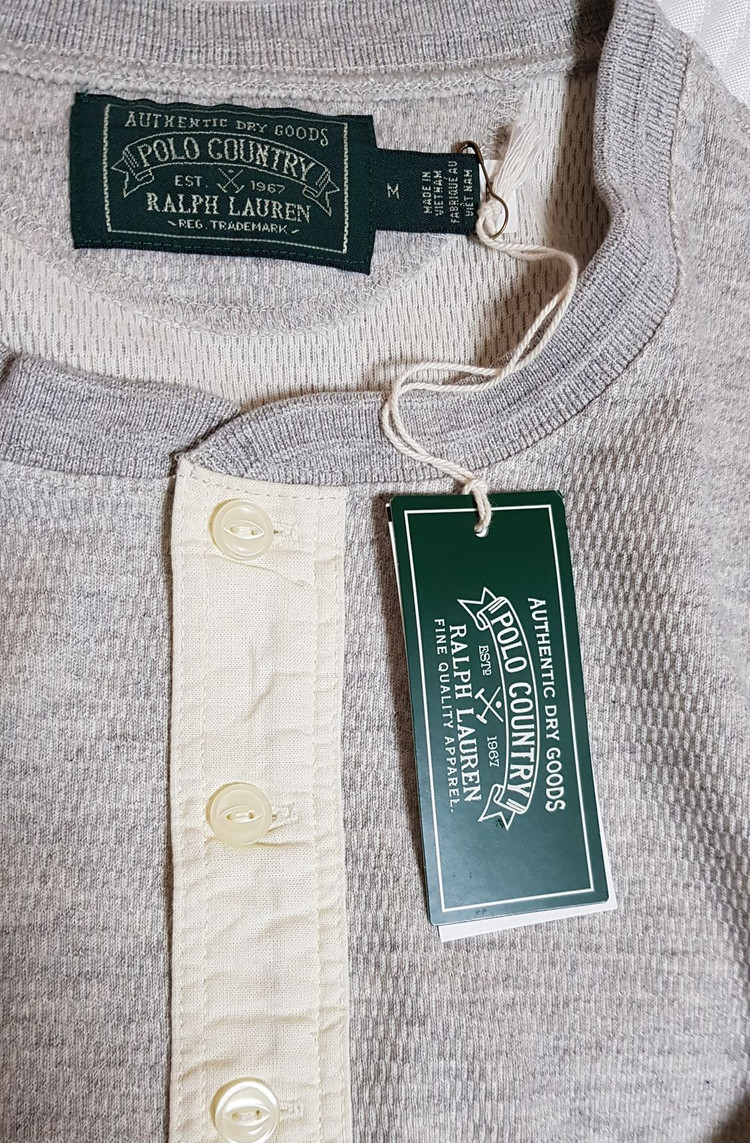 AUTHENTIC DRY GOODS
POLO COUNTRY
EST. 1967
RALPH LAUREN
REG. TRADEMARK
M
MADE IN
VIETNAM
FABRIQUÉ AU
VIET NAM
AUTHENTIC DRY GOODS
POLO COUNTRY
ESTD 1967
RALPH LAUREN
FINE QUALITY APPAREL.